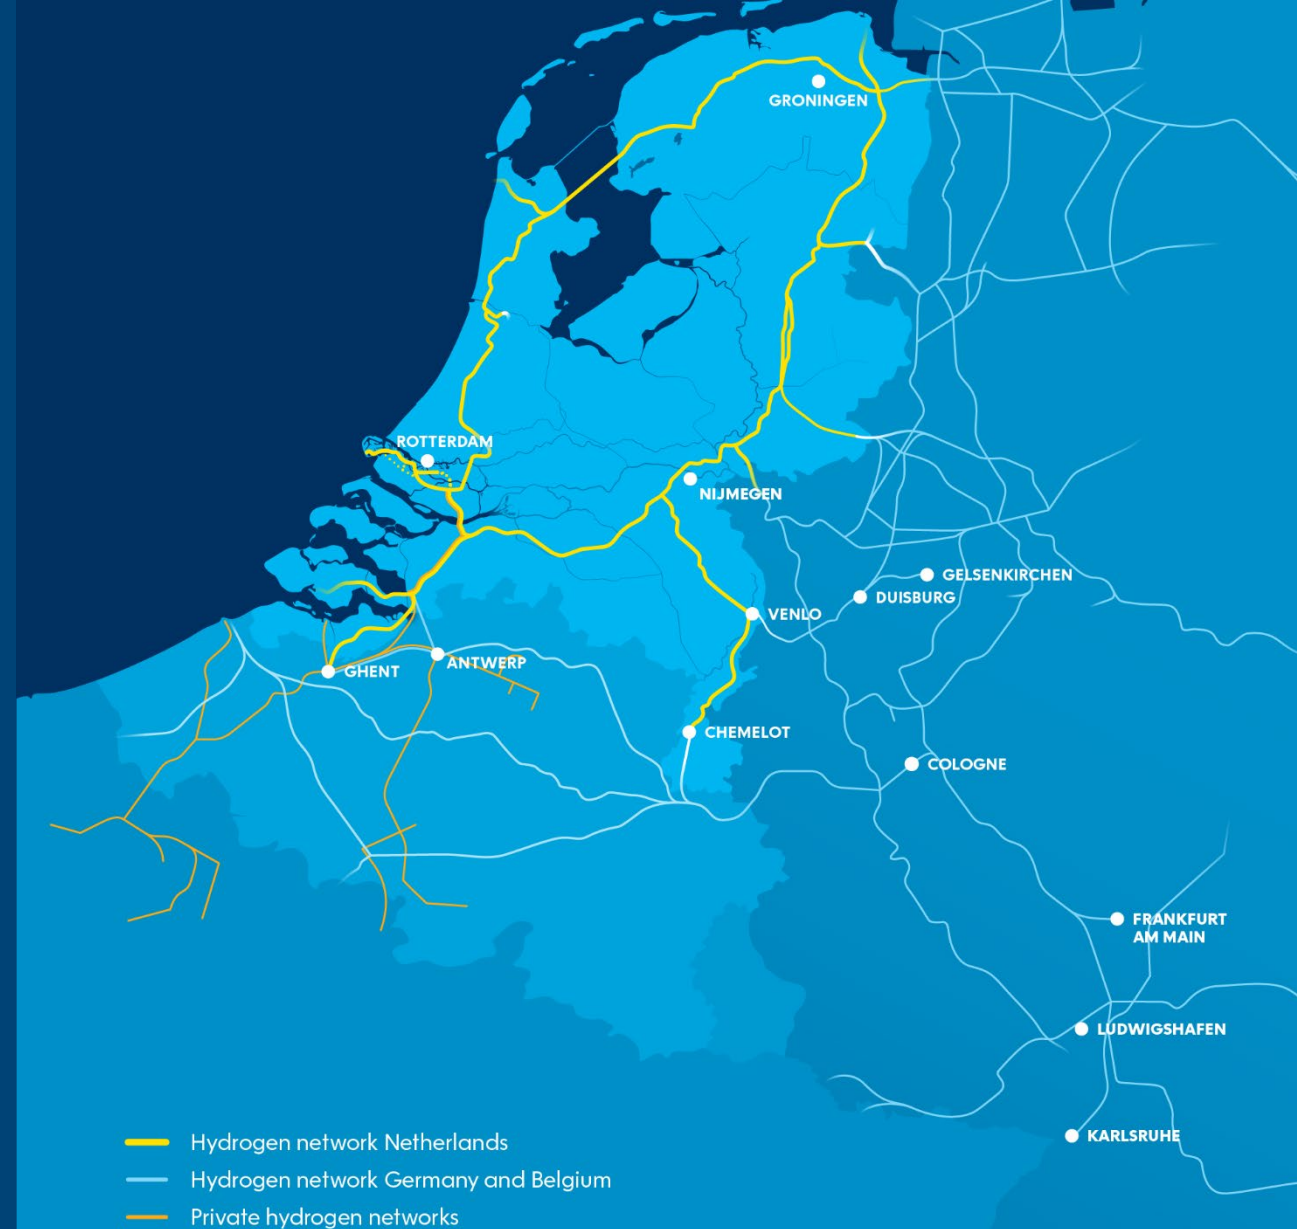 GRONINGEN
ROTTERDAM
NIJMEGEN
GELSENKIRCHEN
DUISBURG
VENLO
ANTWERP
GHENT
CHEMELOT
COLOGNE
FRANKFURT
AM MAIN
LUDWIGSHAFEN
KARLSRUHE
Hydrogen network Netherlands
Hydrogen network Germany and Belgium
Private hydrogen networks